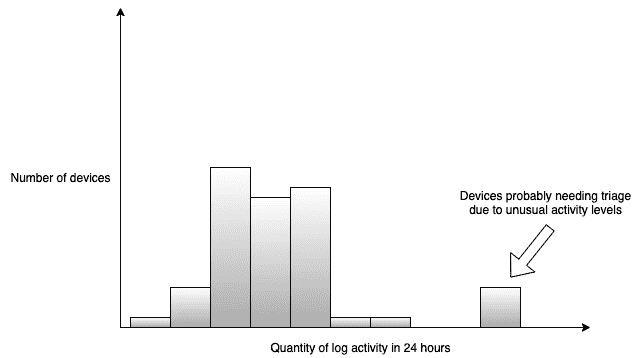 Number of devices
Devices probably needing triage
due to unusual activity levels
Quantity of log activity in 24 hours